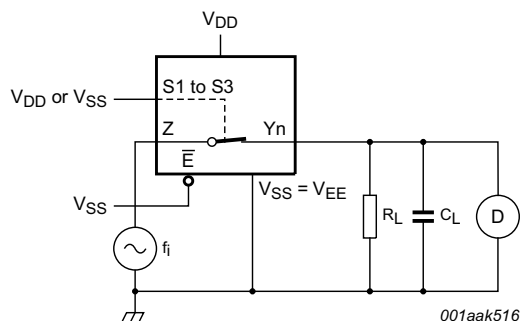 VDD
S1 to S3
VDD or VSS
Z
Yn
E
VSS = VEE
VSS
fi
RL
CL
D
001aak516